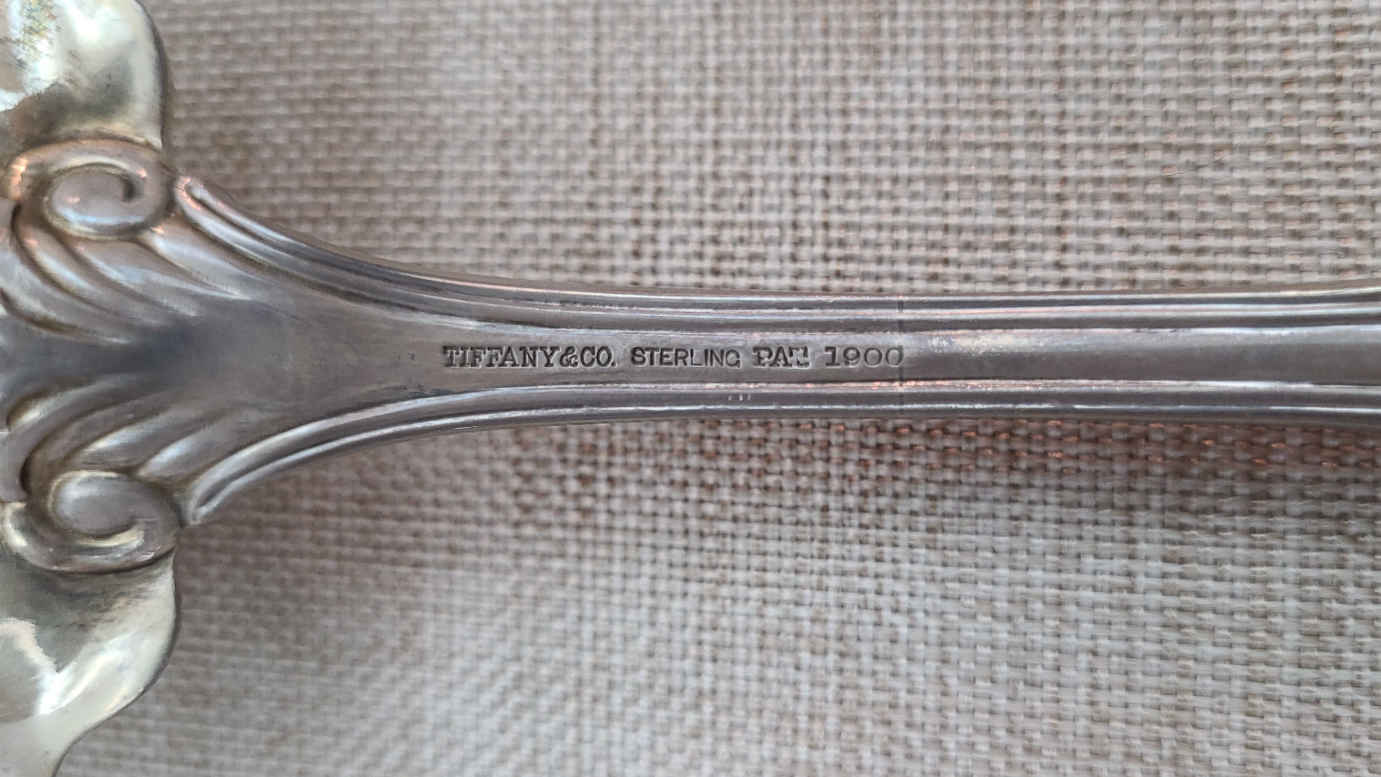 TIFFANY&CO. STERLING PAT. 1900